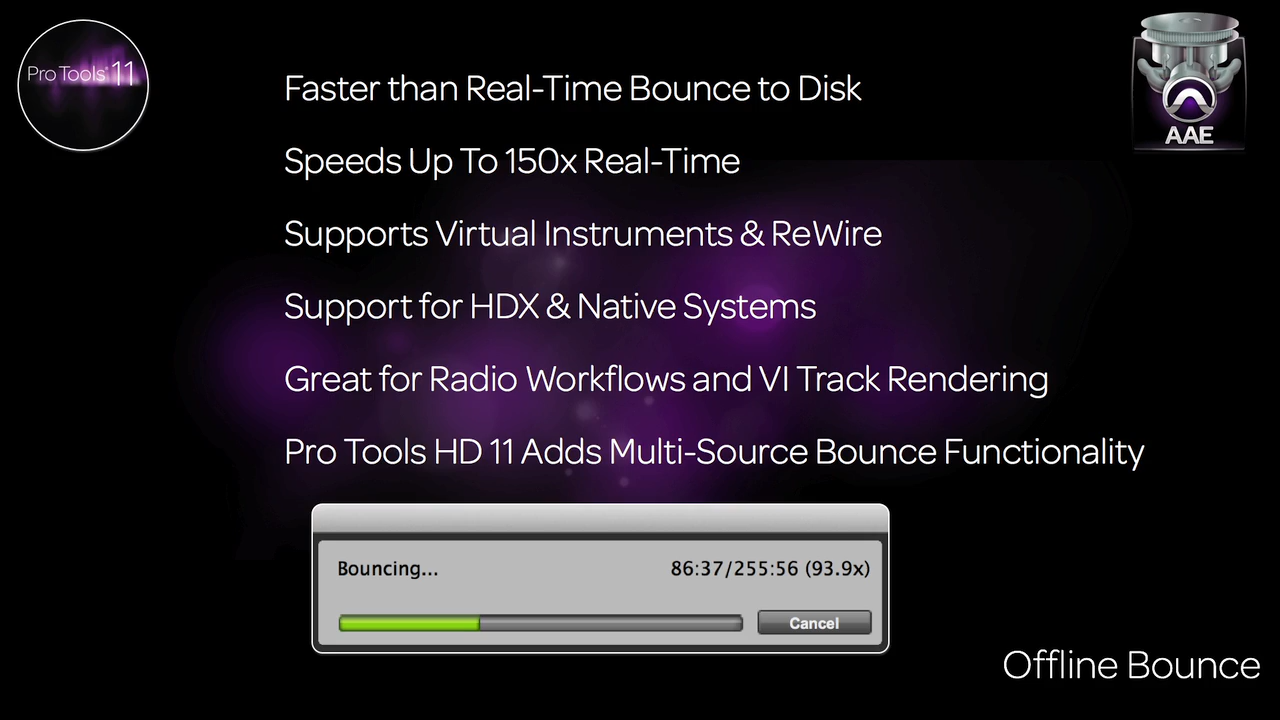 Pro Tools® 11
AAE
Faster than Real-Time Bounce to Disk
Speeds Up To 150x Real-Time
Supports Virtual Instruments & ReWire
Support for HDX & Native Systems
Great for Radio Workflows and VI Track Rendering
Pro Tools HD 11 Adds Multi-Source Bounce Functionality
Bouncing... 86:37/255:56 (93.9x)
Cancel
Offline Bounce